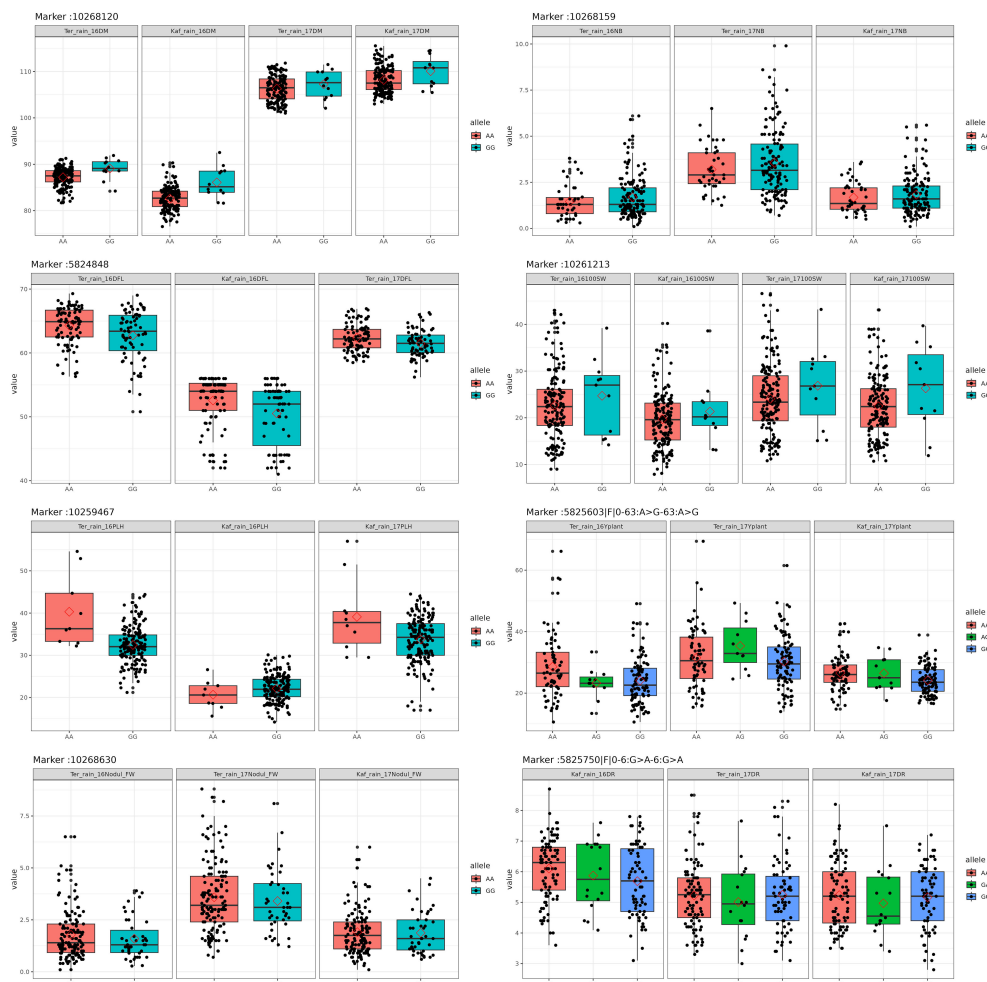 Marker :10268120
Ter_rain_16DM Kaf_rain_16DM Ter_rain_17DM Kaf_rain_17DM
value
110
100
90
80
AA GG AA GG AA GG AA GG
allele
AA
GG
Marker :10268159
Ter_rain_16NB Ter_rain_17NB Kaf_rain_17NB
value
10.0
7.5
5.0
2.5
0.0
AA GG AA GG AA GG
allele
Marker :5824848
Ter_rain_16DFL Kaf_rain_16DFL Ter_rain_17DFL
value
70
60
50
40
AA GG AA GG AA GG
allele
Marker :10261213
Ter_rain_16100SW Kaf_rain_16100SW Ter_rain_17100SW Kaf_rain_17100SW
value
40
30
20
10
AA GG AA GG AA GG AA GG
allele
Marker :10259467
Ter_rain_16PLH Kaf_rain_16PLH Kaf_rain_17PLH
value
50
40
30
20
AA GG AA GG AA GG
allele
AA
GG
Marker :5825603|F|0-63:A>G-63:A>G
Ter_rain_16Yplant Ter_rain_17Yplant Kaf_rain_17Yplant
value
60
40
20
AA AG GG AA AG GG AA AG GG
allele
Marker :10268630
Ter_rain_16Nodul_FW Ter_rain_17Nodul_FW Kaf_rain_17Nodul_FW
value
7.5
5.0
2.5
0.0
allele
AA
GG
Marker :5825750|F|0-6:G>A-6:G>A
Kaf_rain_16DR Ter_rain_17DR Kaf_rain_17DR
value
8
7
6
5
4
3
allele